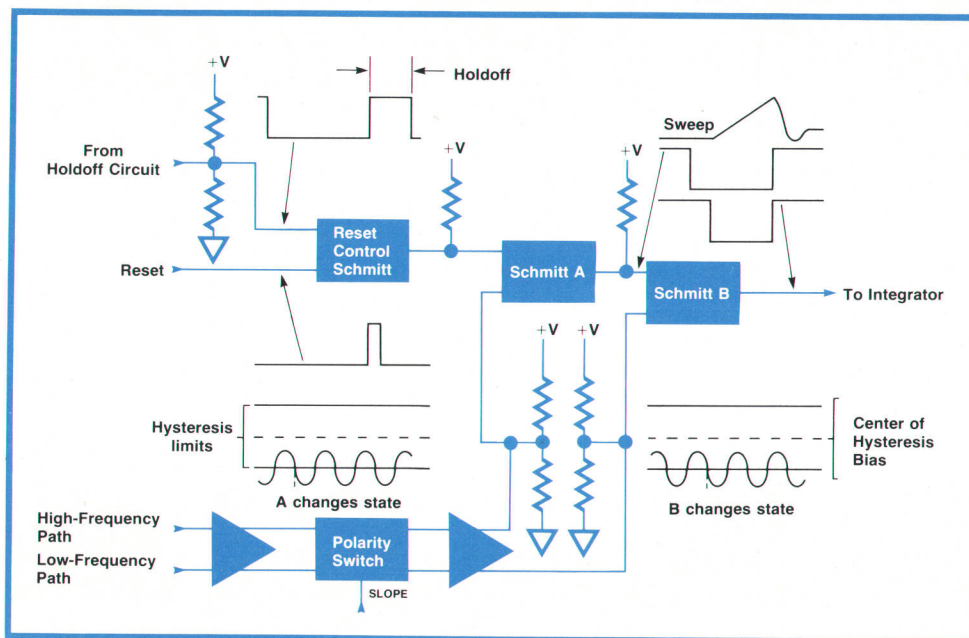 +V
Holdoff
From
Holdoff Circuit
+V
+V
Sweep
Reset
Control
Schmitt
Reset
Schmitt A
Schmitt B
To Integrator
+V
+V
Hysteresis
limits
A changes state
Center of
Hysteresis
Bias
B changes state
High-Frequency
Path
Low-Frequency
Path
Polarity
Switch
SLOPE